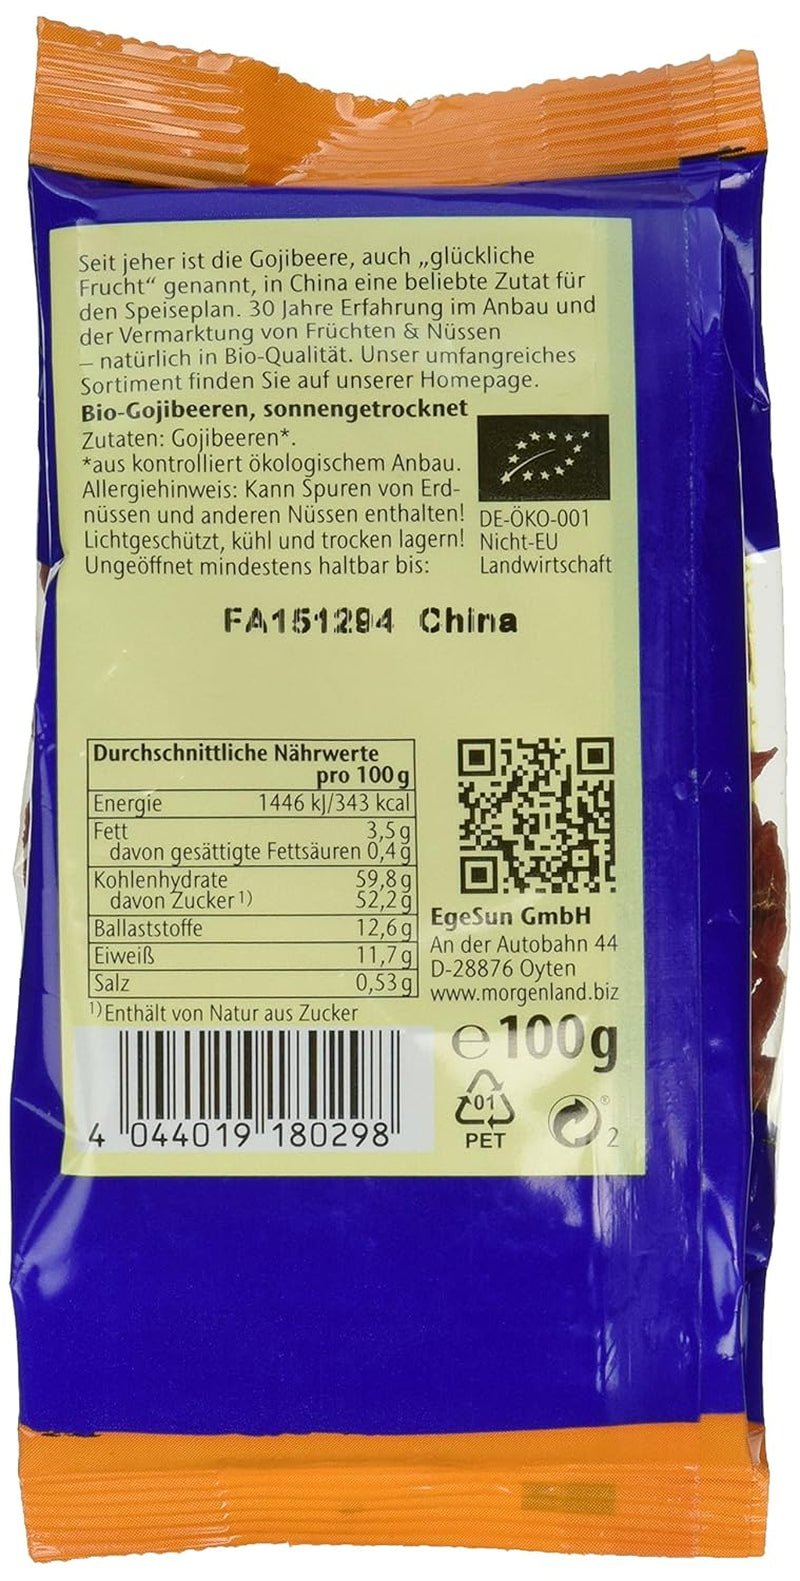 Seit jeher ist die Gojibeere, auch „glückliche
Frucht“ genannt, in China eine beliebte Zutat für
den Speiseplan. 30 Jahre Erfahrung im Anbau und
der Vermarktung von Früchten & Nüssen
– natürlich in Bio-Qualität. Unser umfangreiches
Sortiment finden Sie auf unserer Homepage.
Bio-Gojibeeren, sonnengetrocknet
Zutaten: Gojibeeren*.
*aus kontrolliert ökologischem Anbau.
Allergiehinweis: Kann Spuren von Erd-
nüssen und anderen Nüssen enthalten!
Lichtgeschützt, kühl und trocken lagern!
Ungeöffnet mindestens haltbar bis:
DE-ÖKO-001
Nicht-EU
Landwirtschaft
FA151294 China
Durchschnittliche Nährwerte
pro 100 g
Energie 1446 kJ/343 kcal
Fett 3,5 g
davon gesättigte Fettsäuren 0,4 g
Kohlenhydrate 59,8 g
davon Zucker 1) 52,2 g
Ballaststoffe 12,6 g
Eiweiß 11,7 g
Salz 0,53 g
1) Enthält von Natur aus Zucker
EgeSun GmbH
An der Autobahn 44
D-28876 Oyten
www.morgenland.biz
℮ 100g
4 044019 180298
01
PET
® 2